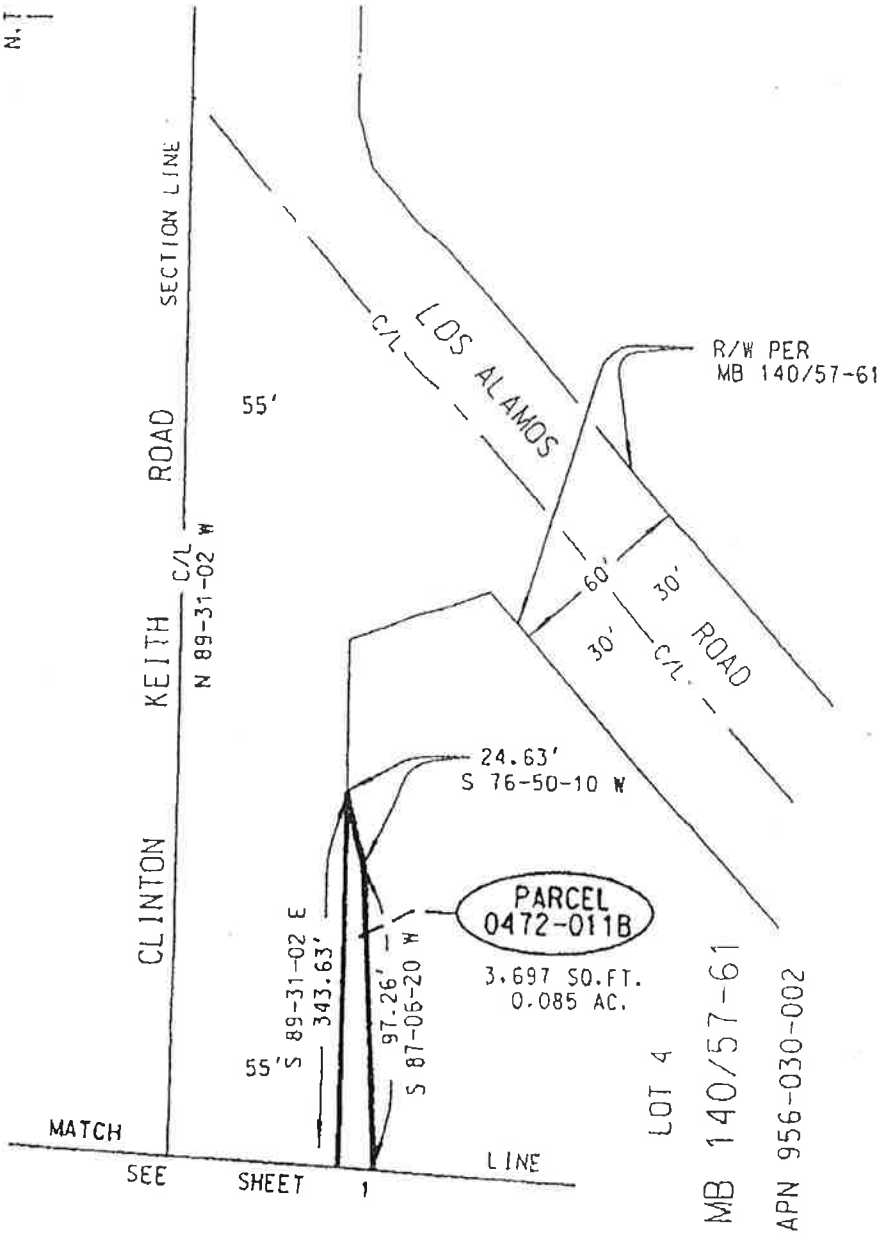 N.T
SECTION LINE
C/L
LOS ALAMOS
R/W PER
MB 140/57-61
55'
ROAD
C/L
N 89-31-02 W
KEITH
60'
30'
30'
ROAD
C/L
24.63'
S 76-50-10 W
CLINTON
PARCEL
0472-011B
3,697 SO.FT.
0.085 AC.
S 89-31-02 E
343.63'
97.26'
S 87-06-20 W
55'
LOT 4
MB 140/57-61
APN 956-030-002
MATCH
LINE
SEE
SHEET
1